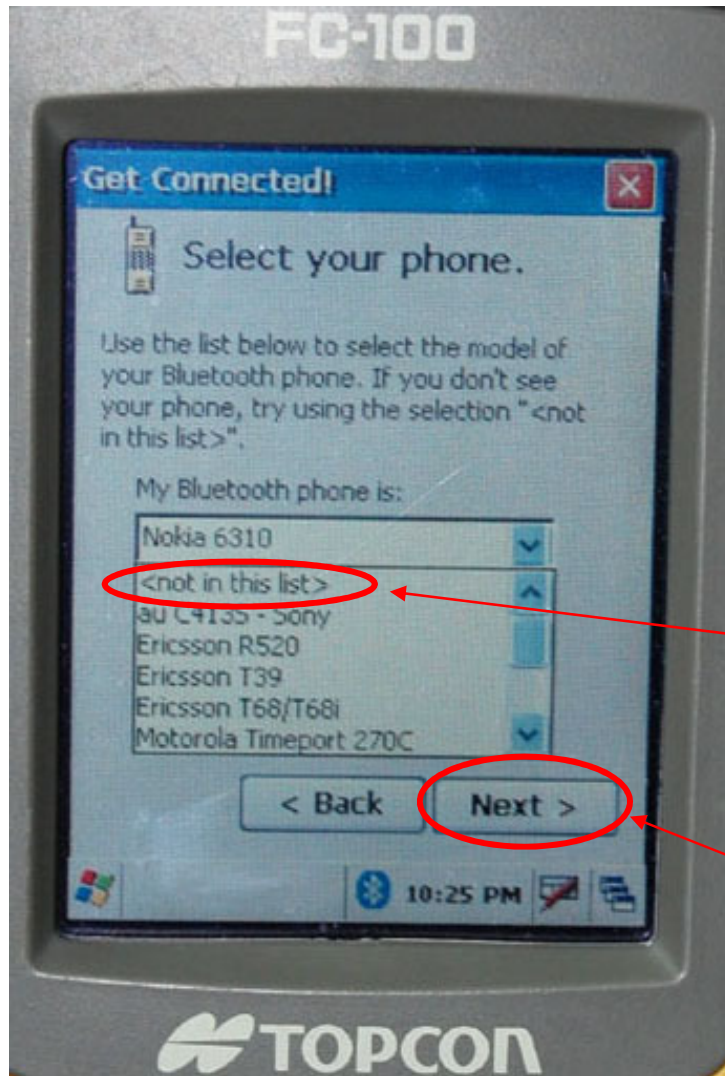 FC-100
Get Connected!
Select your phone.
Use the list below to select the model of
your Bluetooth phone. If you don't see
your phone, try using the selection "<not
in this list>".
My Bluetooth phone is:
Nokia 6310
<not in this list>
au C4135 - Sony
Ericsson R520
Ericsson T39
Ericsson T68/T68i
Motorola Timeport 270C
< Back
Next >
10:25 PM
TOPCON